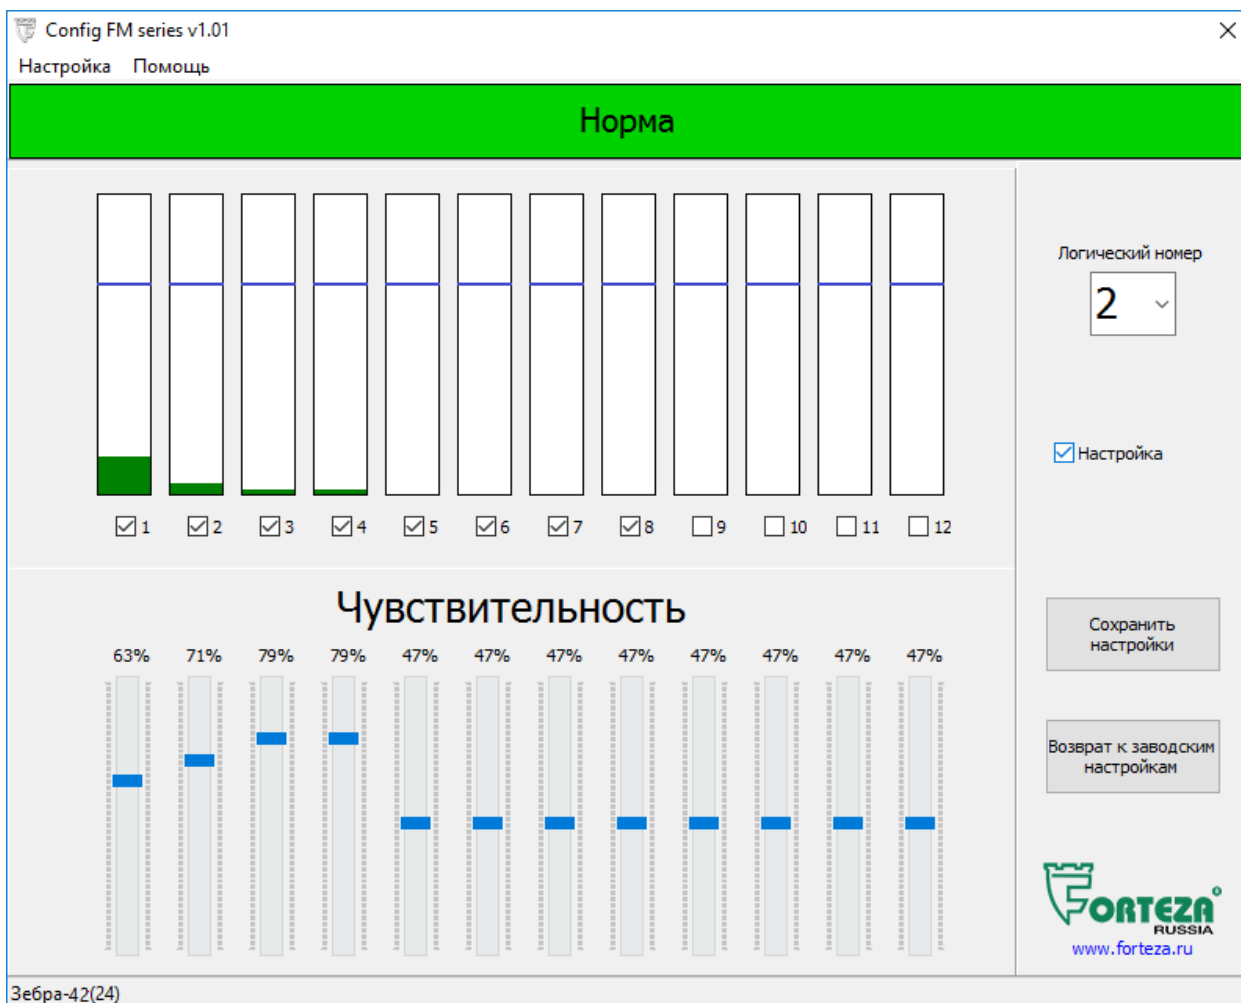 Config FM series v1.01
Настройка Помощь
Норма
1 2 3 4 5 6 7 8 9 10 11 12
Логический номер
2
Настройка
Чувствительность
63% 71% 79% 79% 47% 47% 47% 47% 47% 47% 47% 47%
Сохранить
настройки
Возврат к заводским
настройкам
FORTEZA®
RUSSIA
www.forteza.ru
Зебра-42(24)